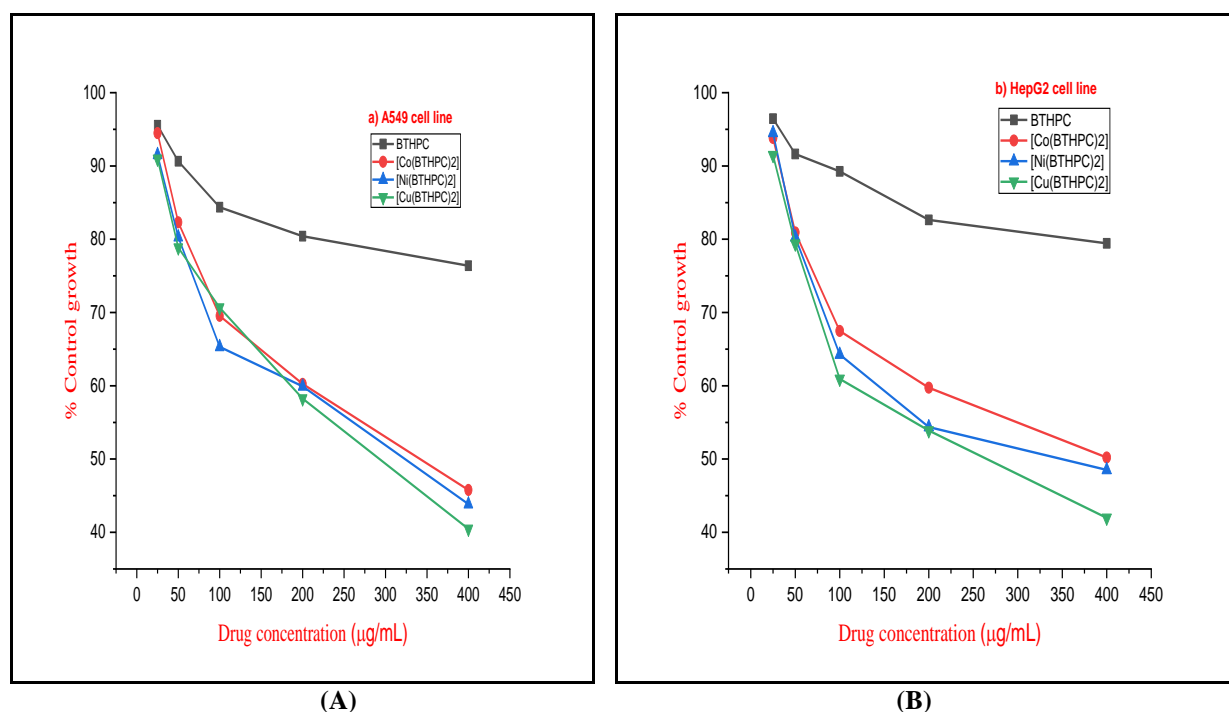 a) A549 cell line
BTHPC
[Co(BTHPC)2]
[Ni(BTHPC)2]
[Cu(BTHPC)2]
100
90
80
70
60
50
40
% Control growth
0 50 100 150 200 250 300 350 400 450
Drug concentration (μg/mL)
(A)
b) HepG2 cell line
BTHPC
[Co(BTHPC)2]
[Ni(BTHPC)2]
[Cu(BTHPC)2]
100
90
80
70
60
50
40
% Control growth
0 50 100 150 200 250 300 350 400 450
Drug concentration (μg/mL)
(B)